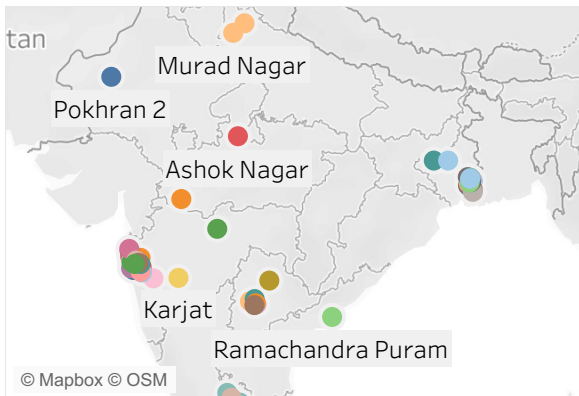 tan
Murad Nagar
Pokhran 2
Ashok Nagar
Karjat
Ramachandra Puram
© Mapbox © OSM